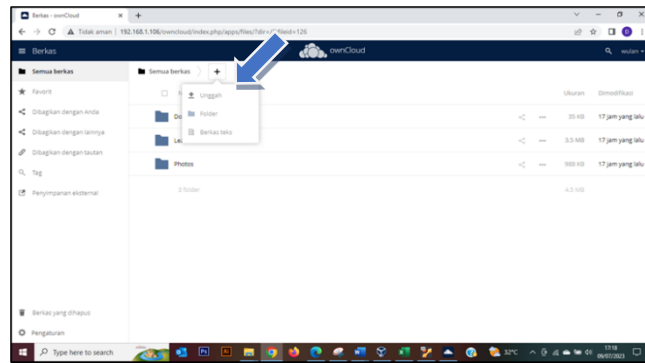 Berkas - ownCloud
Tidak aman | 192.168.1.106/owncloud/index.php/apps/files/?dir=/&fileid=126
Berkas
ownCloud
wulan
Semua berkas
Semua berkas
+
Favorit
Unggah
Ukuran
Dimodifikasi
Dibagikan dengan Anda
Folder
35 KB
17 jam yang lalu
Dibagikan dengan lainnya
Berkas teks
3.5 MB
17 jam yang lalu
Dibagikan dengan tautan
Photos
988 KB
17 jam yang lalu
Tag
Penyimpanan eksternal
3 folder
4.5 MB
Berkas yang dihapus
Pengaturan
Type here to search
32°C
17:18
09/07/2023